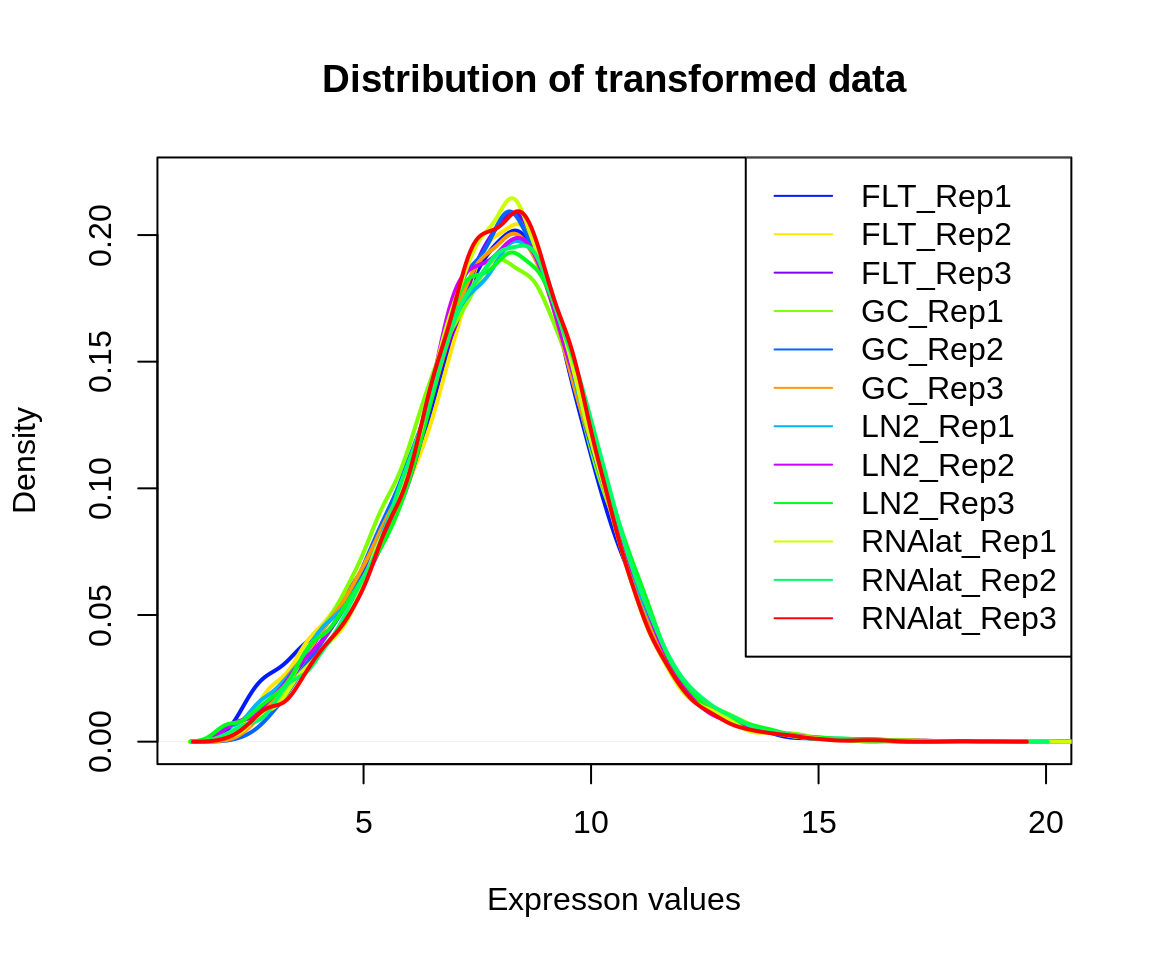 Distribution of transformed data
Density
0.00
0.05
0.10
0.15
0.20
FLT_Rep1
FLT_Rep2
FLT_Rep3
GC_Rep1
GC_Rep2
GC_Rep3
LN2_Rep1
LN2_Rep2
LN2_Rep3
RNAlat_Rep1
RNAlat_Rep2
RNAlat_Rep3
5 10 15 20
Expresson values